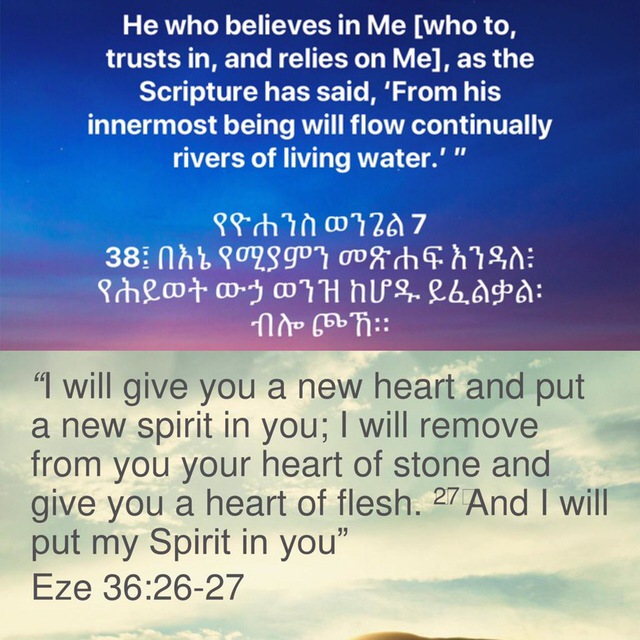 He who believes in Me [who to,
trusts in, and relies on Me], as the
Scripture has said, ‘From his
innermost being will flow continually
rivers of living water.’ ”
የዮሐንስ ወንጌል 7
38፤ በእኔ የሚያምን መጽሐፍ እንዳለ፥
የሕይወት ውኃ ወንዝ ከሆዱ ይፈልቃል፡
ብሎ ጮኸ።
“I will give you a new heart and put
a new spirit in you; I will remove
from you your heart of stone and
give you a heart of flesh. 27 And I will
put my Spirit in you”
Eze 36:26-27